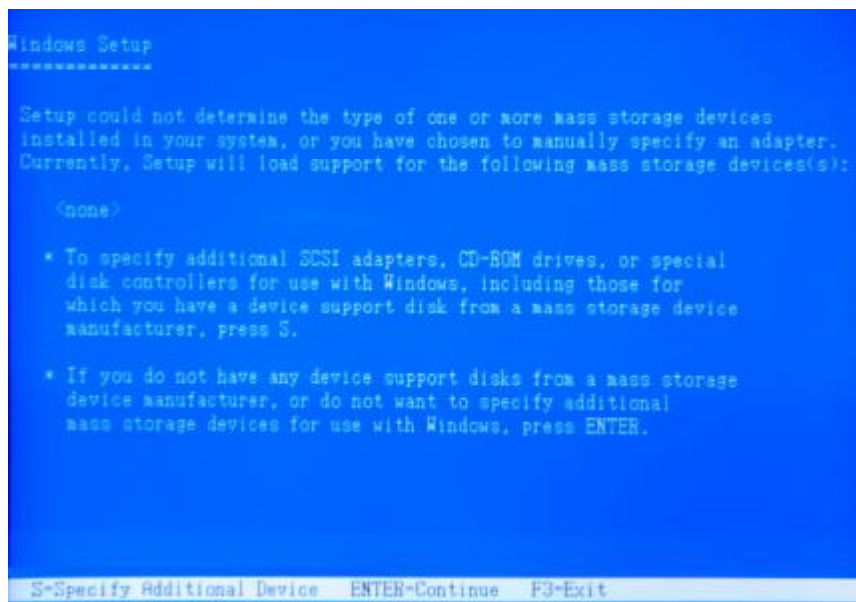 Windows Setup
=============
Setup could not determine the type of one or more mass storage devices
installed in your system, or you have chosen to manually specify an adapter.
Currently, Setup will load support for the following mass storage devices(s):
<none>
* To specify additional SCSI adapters, CD-ROM drives, or special
disk controllers for use with Windows, including those for
which you have a device support disk from a mass storage device
manufacturer, press S.
* If you do not have any device support disks from a mass storage
device manufacturer, or do not want to specify additional
mass storage devices for use with Windows, press ENTER.
S=Specify Additional Device ENTER=Continue F3=Exit